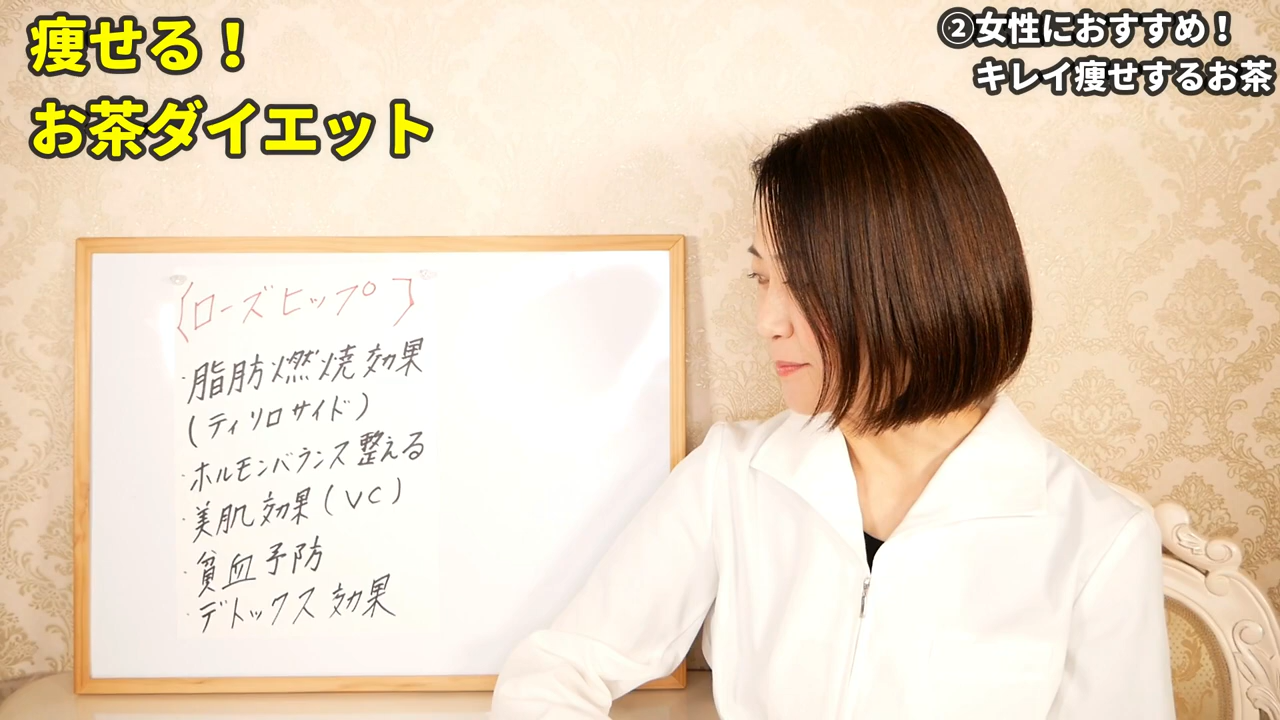 痩せる！
お茶ダイエット
②女性におすすめ！
キレイ痩せするお茶
[ローズヒップ]
・脂肪燃焼効果
(ティリロサイド)
・ホルモンバランス整える
・美肌効果(VC)
・貧血予防
・デトックス効果